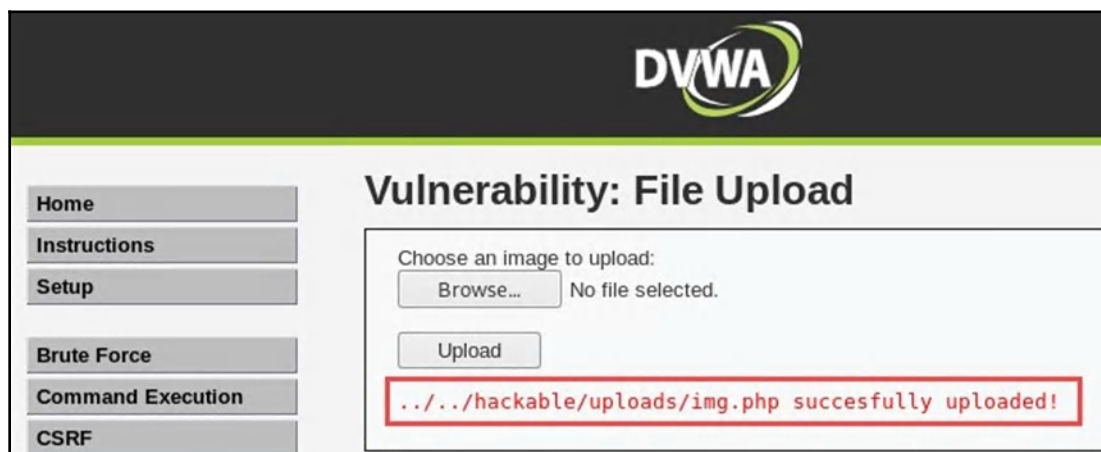 DVWA
Vulnerability: File Upload
Home
Instructions
Setup
Brute Force
Command Execution
CSRF
Choose an image to upload:
Browse... No file selected.
Upload
../../hackable/uploads/img.php succesfully uploaded!